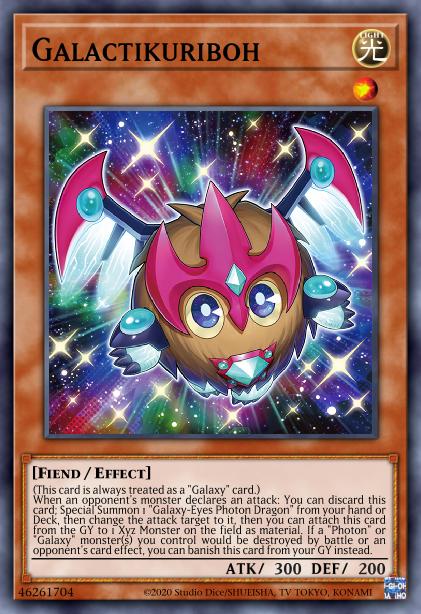 GALACTIKURIBOH
LIGHT
光
[FIEND / EFFECT]
(This card is always treated as a "Galaxy" card.)
When an opponent's monster declares an attack: You can discard this
card; Special Summon 1 "Galaxy-Eyes Photon Dragon" from your hand or
Deck, then change the attack target to it, then you can attach this card
from the GY to 1 Xyz Monster on the field as material. If a "Photon" or
"Galaxy" monster(s) you control would be destroyed by battle or an
opponent's card effect, you can banish this card from your GY instead.
ATK/ 300 DEF/ 200
46261704 ©2020 Studio Dice/SHUEISHA, TV TOKYO, KONAMI